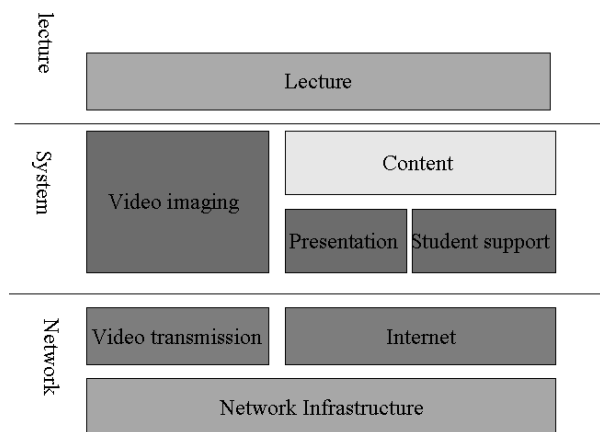 lecture
Lecture
System
Video imaging
Content
Presentation
Student support
Network
Video transmission
Internet
Network Infrastructure